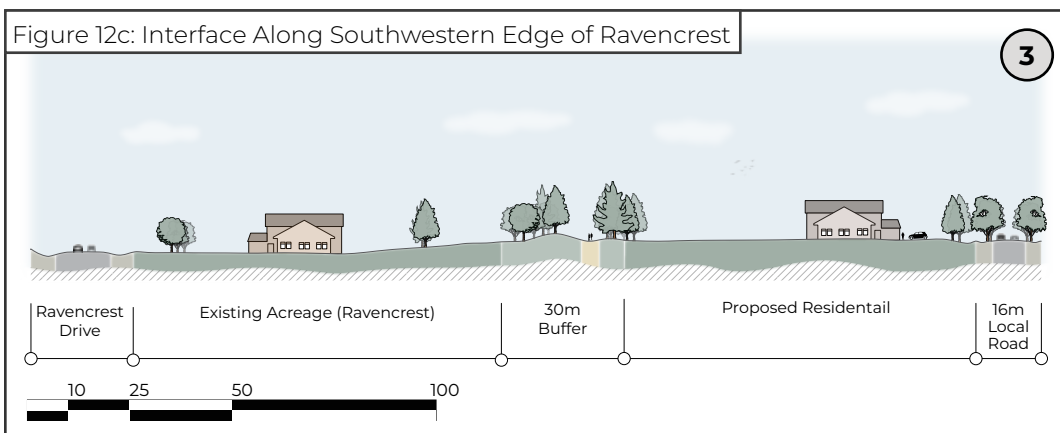 Figure 12c: Interface Along Southwestern Edge of Ravencrest
3
Ravencrest
Drive
Existing Acreage (Ravencrest)
30m
Buffer
Proposed Residentail
16m
Local
Road
10 25 50 100